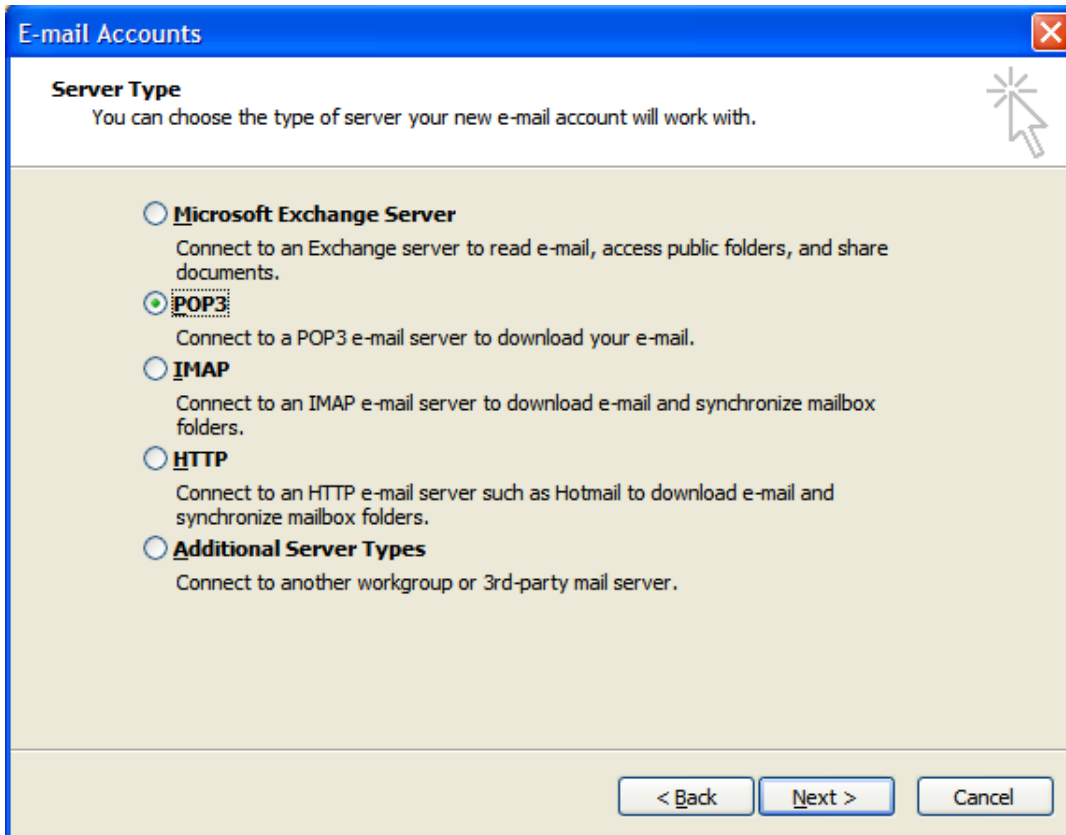 E-mail Accounts
Server Type
You can choose the type of server your new e-mail account will work with.
Microsoft Exchange Server
Connect to an Exchange server to read e-mail, access public folders, and share
documents.
POP3
Connect to a POP3 e-mail server to download your e-mail.
IMAP
Connect to an IMAP e-mail server to download e-mail and synchronize mailbox
folders.
HTTP
Connect to an HTTP e-mail server such as Hotmail to download e-mail and
synchronize mailbox folders.
Additional Server Types
Connect to another workgroup or 3rd-party mail server.
< Back Next > Cancel